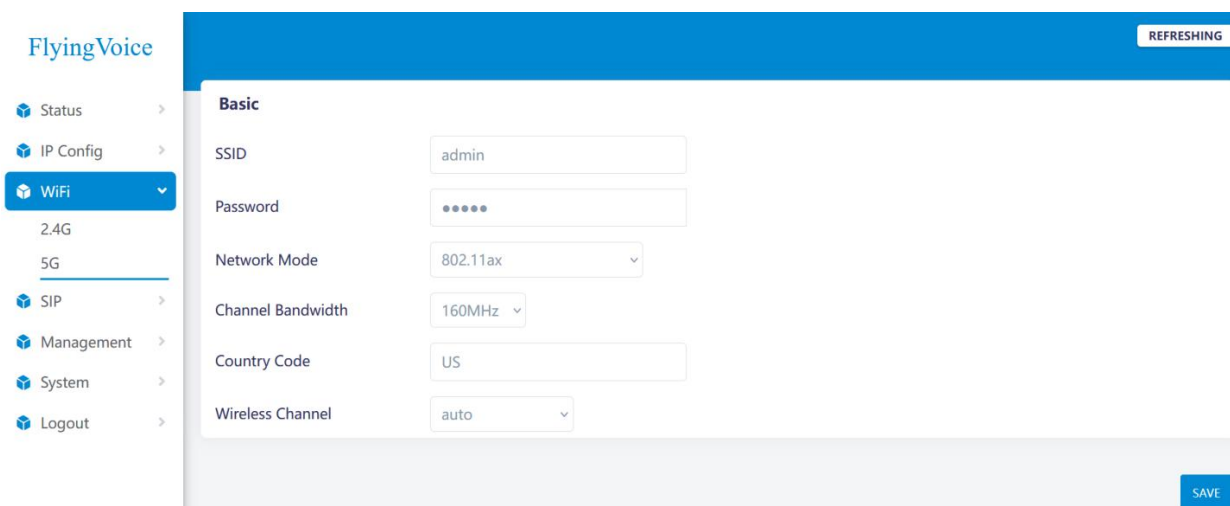 FlyingVoice
REFRESHING
Status
IP Config
WiFi
2.4G
5G
SIP
Management
System
Logout
Basic
SSID admin
Password ●●●●●
Network Mode 802.11ax
Channel Bandwidth 160MHz
Country Code US
Wireless Channel auto
SAVE